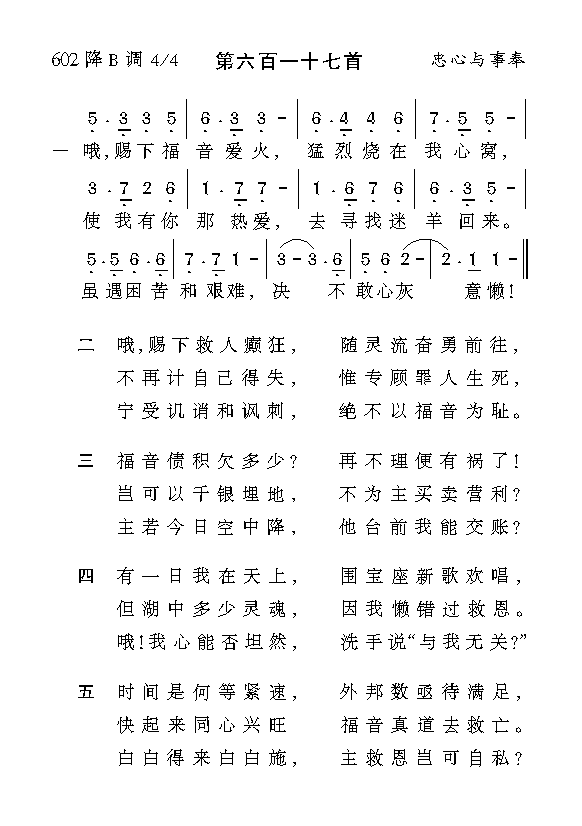 602 降 B 调 4/4 第六百一十七首 忠心与事奉
5 · 3 3 5 | 6 · 3 3 - | 6 · 4 4 6 | 7 · 5 5 - |
一 哦,赐下福 音爱火, 猛烈烧在 我心窝,
3 · 7 2 6 | 1 · 7 7 - | 1 · 6 7 6 | 6 · 3 5 - |
使我有你 那热爱, 去寻找迷 羊回来。
5 · 5 6 · 6 | 7 · 7 1 - | 3 - 3 · 6 | 5 6 2 - | 2 · 1 1 - ‖
虽遇困苦 和艰难, 决 不敢心灰 意懒!
二 哦,赐下救人癫狂, 随灵流奋勇前往,
不再计自己得失, 惟专顾罪人生死,
宁受讥诮和讽刺, 绝不以福音为耻。
三 福音债积欠多少? 再不理便有祸了!
岂可以千银埋地, 不为主买卖营利?
主若今日空中降, 他台前我能交账?
四 有一日我在天上, 围宝座新歌欢唱,
但湖中多少灵魂, 因我懒错过救恩。
哦!我心能否坦然, 洗手说“与我无关?”
五 时间是何等紧速, 外邦数亟待满足,
快起来同心兴旺 福音真道去救亡。
白白得来白白施, 主救恩岂可自私?